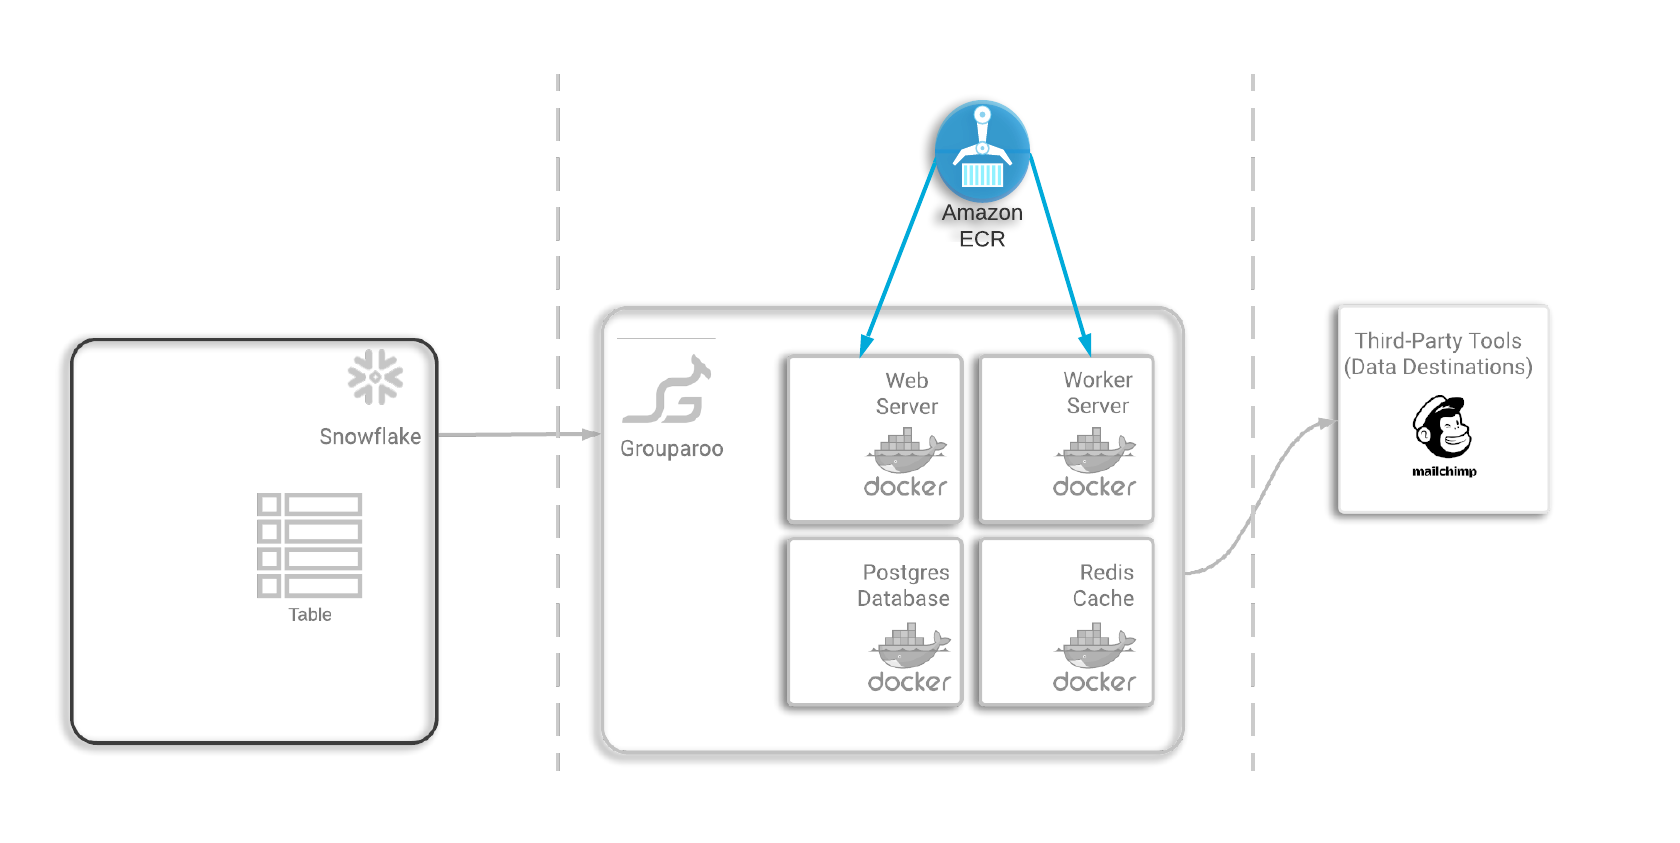 Amazon
ECR
Snowflake
Table
Grouparoo
Web
Server
docker
Worker
Server
docker
Postgres
Database
docker
Redis
Cache
docker
Third-Party Tools
(Data Destinations)
mailchimp